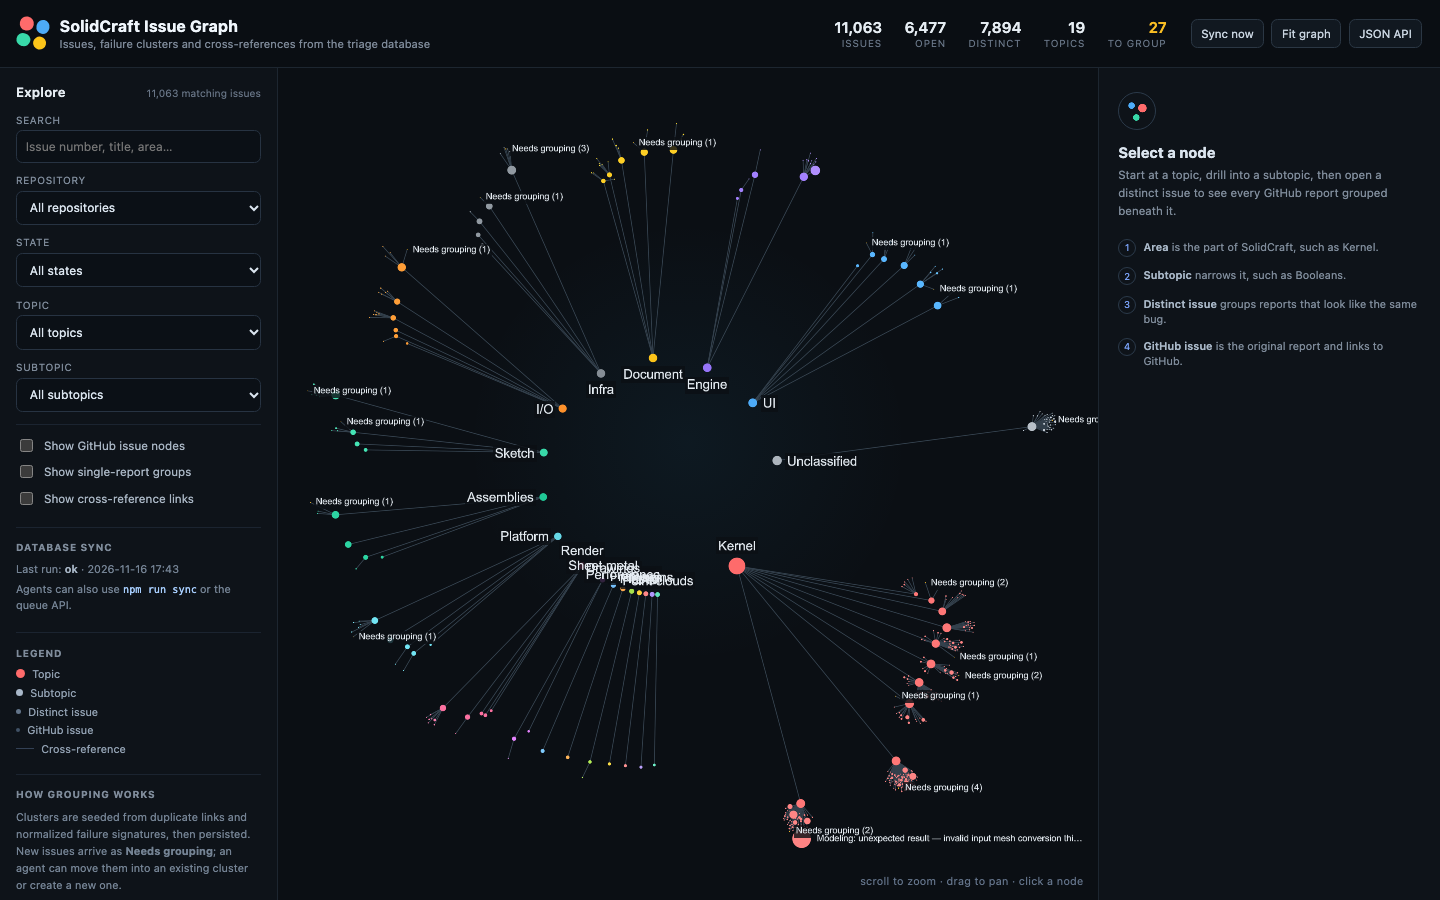 SolidCraft Issue Graph
Issues, failure clusters and cross-references from the triage database
11,063
ISSUES
6,477
OPEN
7,894
DISTINCT
19
TOPICS
27
TO GROUP
Sync now
Fit graph
JSON API
Explore
11,063 matching issues
SEARCH
Issue number, title, area...
REPOSITORY
All repositories
STATE
All states
TOPIC
All topics
SUBTOPIC
All subtopics
Show GitHub issue nodes
Show single-report groups
Show cross-reference links
DATABASE SYNC
Last run: ok · 2026-11-16 17:43
Agents can also use npm run sync or the
queue API.
LEGEND
Topic
Subtopic
Distinct issue
GitHub issue
Cross-reference
HOW GROUPING WORKS
Clusters are seeded from duplicate links and
normalized failure signatures, then persisted.
New issues arrive as Needs grouping; an
agent can move them into an existing cluster
or create a new one.
Needs grouping (3)
Needs grouping (1)
Needs grouping (1)
Needs grouping (1)
Needs grouping (1)
Needs grouping (1)
Document
Infra
Engine
I/O
UI
Needs grouping (1)
Needs grouping (1)
Needs gr
Sketch
Unclassified
Assemblies
Needs grouping (1)
Platform
Render
Sheet metal
Kernel
Needs grouping (2)
Needs grouping (1)
Needs grouping (1)
Needs grouping (2)
Needs grouping (1)
Needs grouping (4)
Needs grouping (2)
Modeling: unexpected result — invalid input mesh conversion thi...
scroll to zoom · drag to pan · click a node
Select a node
Start at a topic, drill into a subtopic, then open a
distinct issue to see every GitHub report grouped
beneath it.
1 Area is the part of SolidCraft, such as Kernel.
2 Subtopic narrows it, such as Booleans.
3 Distinct issue groups reports that look like the same
bug.
4 GitHub issue is the original report and links to
GitHub.